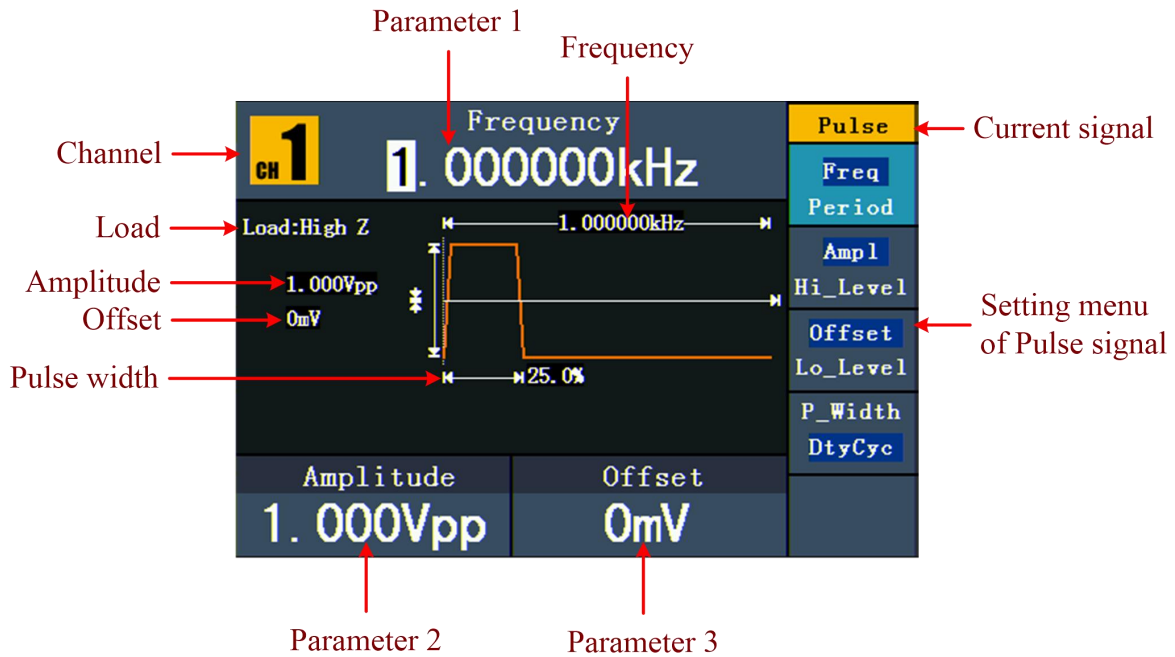 Parameter 1
Frequency
Channel
CH 1
Frequency
1.000000kHz
Pulse
Current signal
Freq
Period
Load
Load:High Z
1.000000kHz
Ampl
Hi_Level
Amplitude
1.000Vpp
Offset
0mV
Setting menu
of Pulse signal
Offset
Lo_Level
Pulse width
25.0%
P_Width
DtyCyc
Amplitude
1.000Vpp
Offset
0mV
Parameter 2
Parameter 3